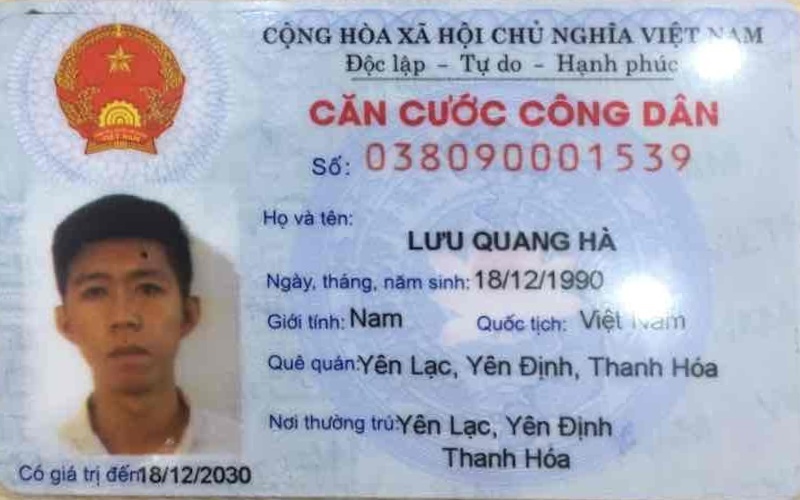 CỘNG HÒA XÃ HỘI CHỦ NGHĨA VIỆT NAM
Độc lập - Tự do - Hạnh phúc
CĂN CƯỚC CÔNG DÂN
Số: 038090001539
Họ và tên:
LƯU QUANG HÀ
Ngày, tháng, năm sinh: 18/12/1990
Giới tính: Nam Quốc tịch: Việt Nam
Quê quán: Yên Lạc, Yên Định, Thanh Hóa
Nơi thường trú: Yên Lạc, Yên Định
Thanh Hóa
Có giá trị đến 18/12/2030